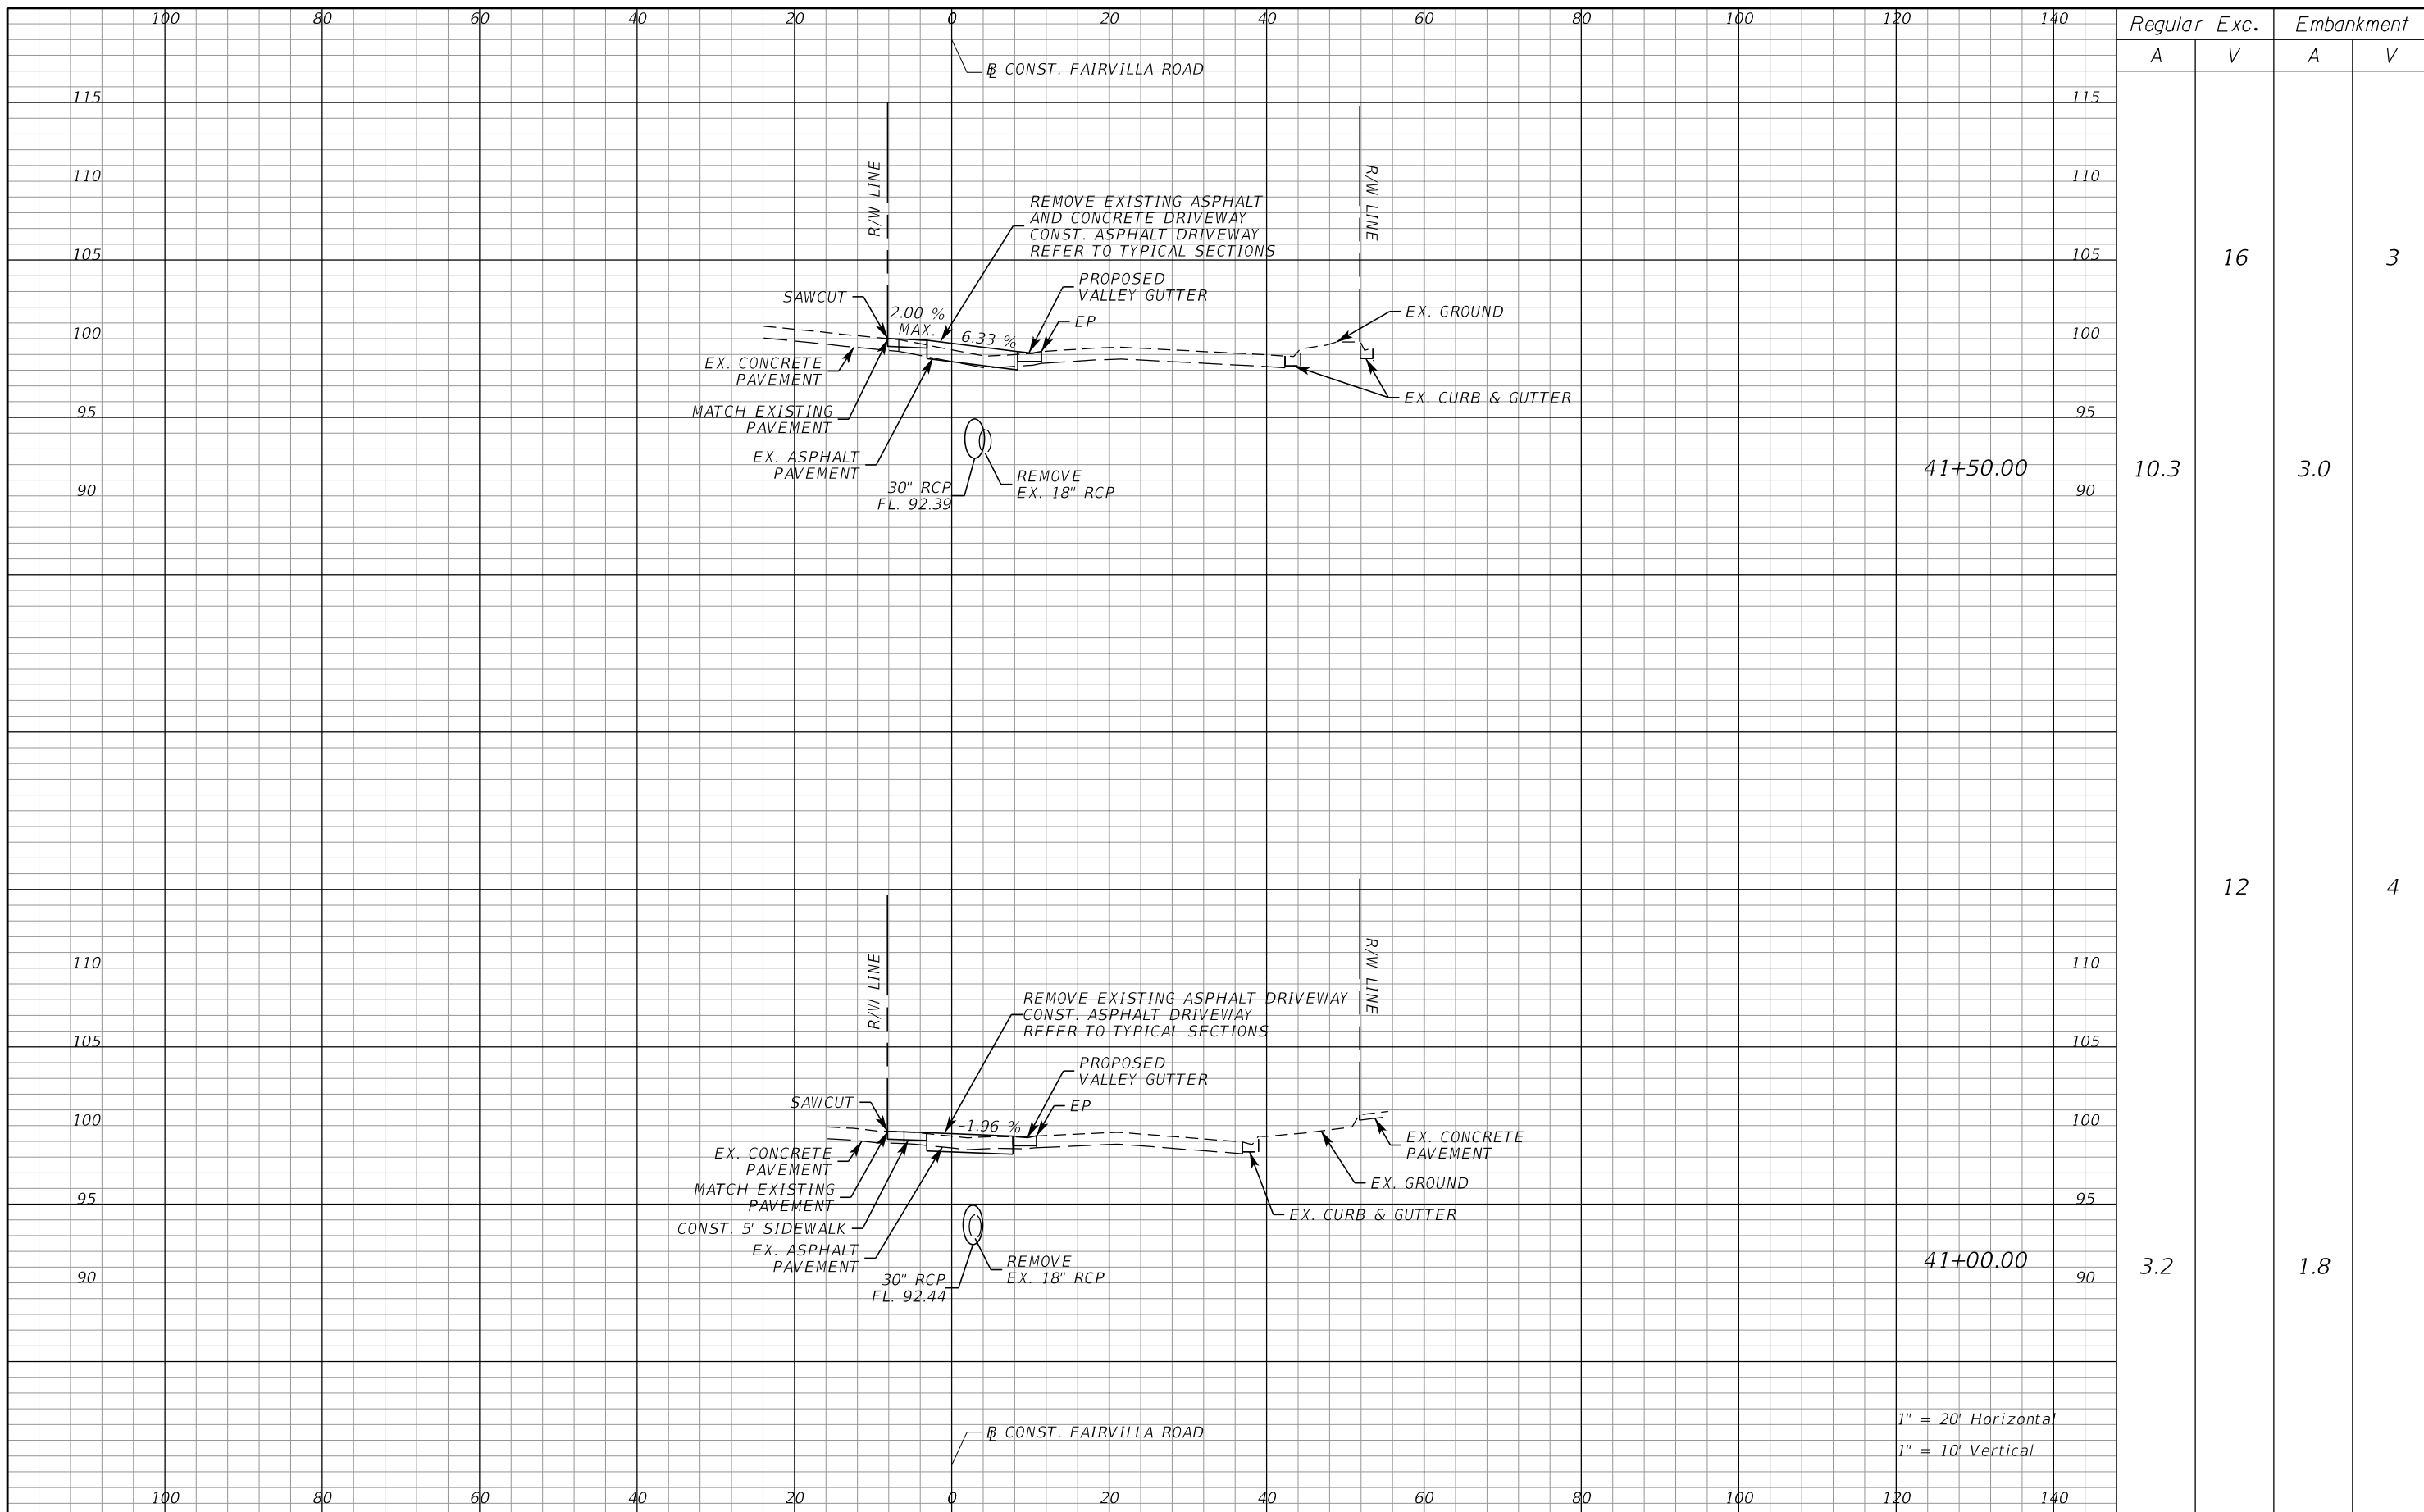 100 80 60 40 20 0 20 40 60 80 100 120 140
Regular Exc. Embankment
A V A V
℄ CONST. FAIRVILLA ROAD
115 115
110 110
105 105
100 100
95 95
90 90
R/W LINE
R/W LINE
REMOVE EXISTING ASPHALT
AND CONCRETE DRIVEWAY
CONST. ASPHALT DRIVEWAY
REFER TO TYPICAL SECTIONS
16 3
PROPOSED
VALLEY GUTTER
SAWCUT
2.00 %
MAX.
6.33 %
EP
EX. GROUND
EX. CONCRETE
PAVEMENT
EX. CURB & GUTTER
MATCH EXISTING
PAVEMENT
EX. ASPHALT
PAVEMENT
30" RCP
FL. 92.39
REMOVE
EX. 18" RCP
41+50.00 10.3 3.0
12 4
110 110
105 105
100 100
95 95
90 90
R/W LINE
R/W LINE
REMOVE EXISTING ASPHALT DRIVEWAY
CONST. ASPHALT DRIVEWAY
REFER TO TYPICAL SECTIONS
PROPOSED
VALLEY GUTTER
SAWCUT
EP
-1.96 %
EX. CONCRETE
PAVEMENT
EX. CONCRETE
PAVEMENT
MATCH EXISTING
PAVEMENT
EX. GROUND
CONST. 5' SIDEWALK
EX. CURB & GUTTER
EX. ASPHALT
PAVEMENT
30" RCP
FL. 92.44
REMOVE
EX. 18" RCP
41+00.00 3.2 1.8
1" = 20' Horizontal
1" = 10' Vertical
℄ CONST. FAIRVILLA ROAD
100 80 60 40 20 0 20 40 60 80 100 120 140